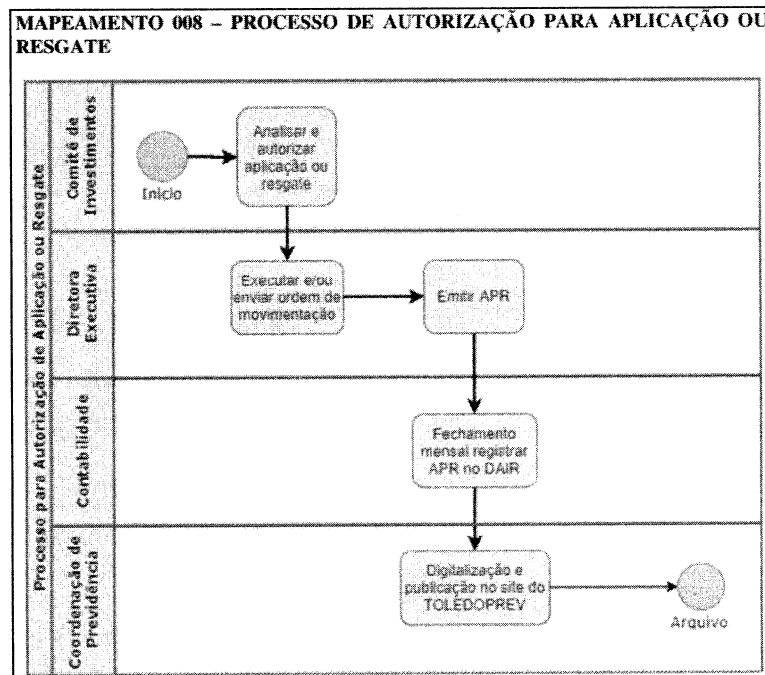 MAPEAMENTO 008 – PROCESSO DE AUTORIZAÇÃO PARA APLICAÇÃO OU
RESGATE
Processo para Autorização de Aplicação ou Resgate
Comitê de
Investimentos
Início
Analisar e
autorizar
aplicação ou
resgate
Diretora
Executiva
Executar e/ou
enviar ordem de
movimentação
Emitir APR
Contabilidade
Fechamento
mensal registrar
APR no DAIR
Coordenação de
Previdência
Digitalização e
publicação no site do
TOLEDOPREV
Arquivo